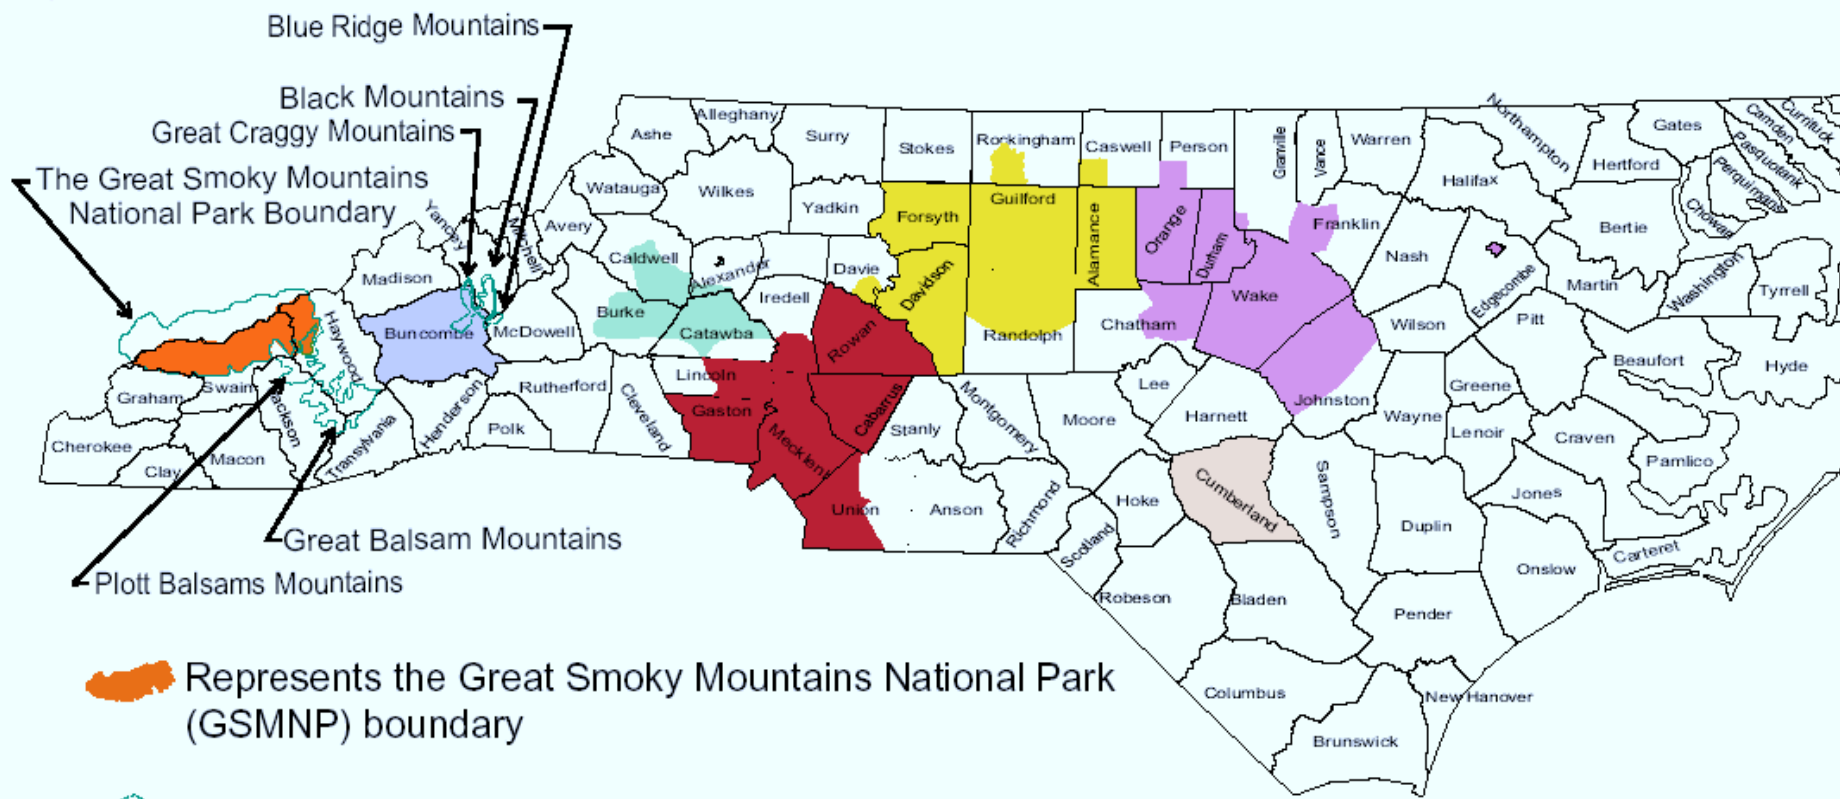 Blue Ridge Mountains
Black Mountains
Great Craggy Mountains
The Great Smoky Mountains
National Park Boundary
Ashe
Alleghany
Surry
Stokes
Rockingham
Caswell
Person
Granville
Vance
Warren
Northampton
Gates
Camden
Currituck
Pasquotank
Perquimans
Hertford
Halifax
Watauga
Wilkes
Yadkin
Forsyth
Guilford
Alamance
Orange
Durham
Franklin
Nash
Bertie
Chowan
Yancey
Mitchell
Avery
Caldwell
Alexander
Davie
Davidson
Madison
Iredell
Wake
Edgecombe
Martin
Washington
Tyrrell
Haywood
Buncombe
McDowell
Burke
Catawba
Rowan
Randolph
Chatham
Wilson
Pitt
Beaufort
Hyde
Graham
Swain
Jackson
Rutherford
Lincoln
Cleveland
Gaston
Cabarrus
Montgomery
Moore
Lee
Harnett
Johnston
Greene
Wayne
Lenoir
Craven
Pamlico
Cherokee
Clay
Macon
Transylvania
Henderson
Polk
Mecklen
Stanly
Union
Anson
Richmond
Scotland
Hoke
Cumberland
Sampson
Duplin
Jones
Onslow
Carteret
Great Balsam Mountains
Plott Balsams Mountains
Robeson
Bladen
Pender
Columbus
New Hanover
Brunswick
Represents the Great Smoky Mountains National Park
(GSMNP) boundary